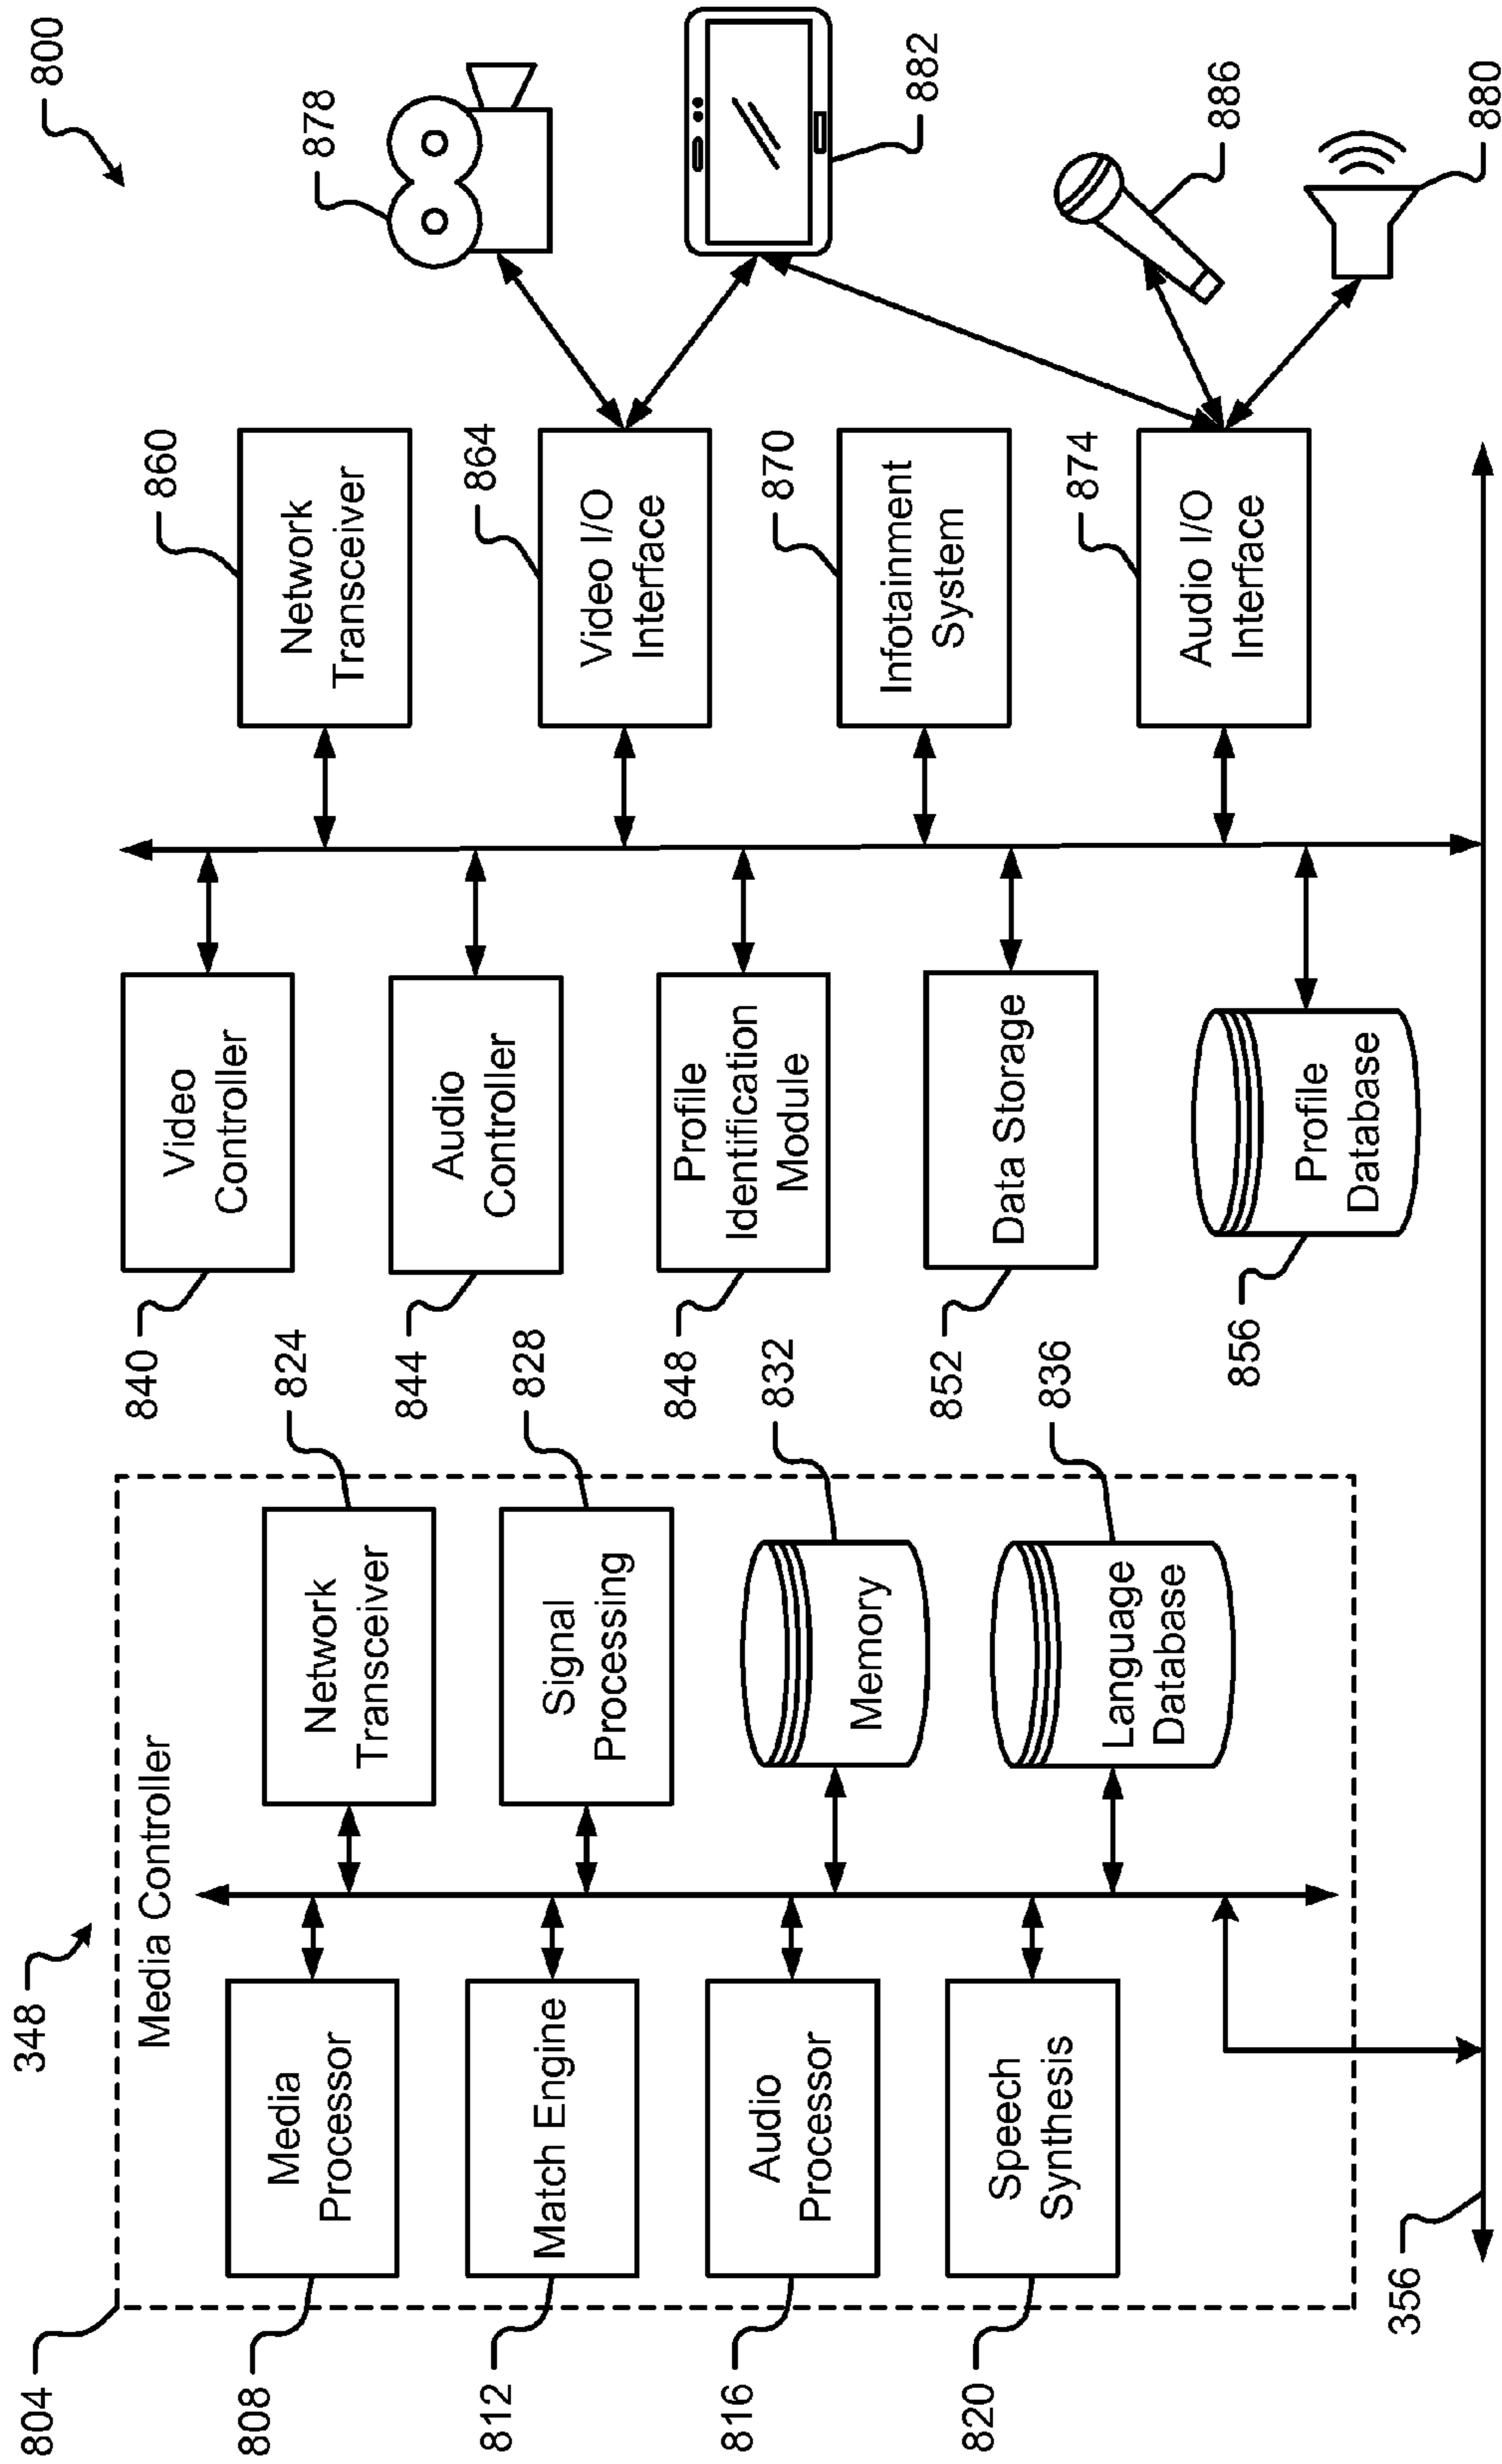 800
348
804
Media Controller
808
Media
Processor
812
Match Engine
816
Audio
Processor
820
Speech
Synthesis
824
Network
Transceiver
828
Signal
Processing
832
Memory
836
Language
Database
840
Video
Controller
844
Audio
Controller
848
Profile
Identification
Module
852
Data Storage
856
Profile
Database
860
Network
Transceiver
864
Video I/O
Interface
870
Infotainment
System
874
Audio I/O
Interface
878
882
886
880
356